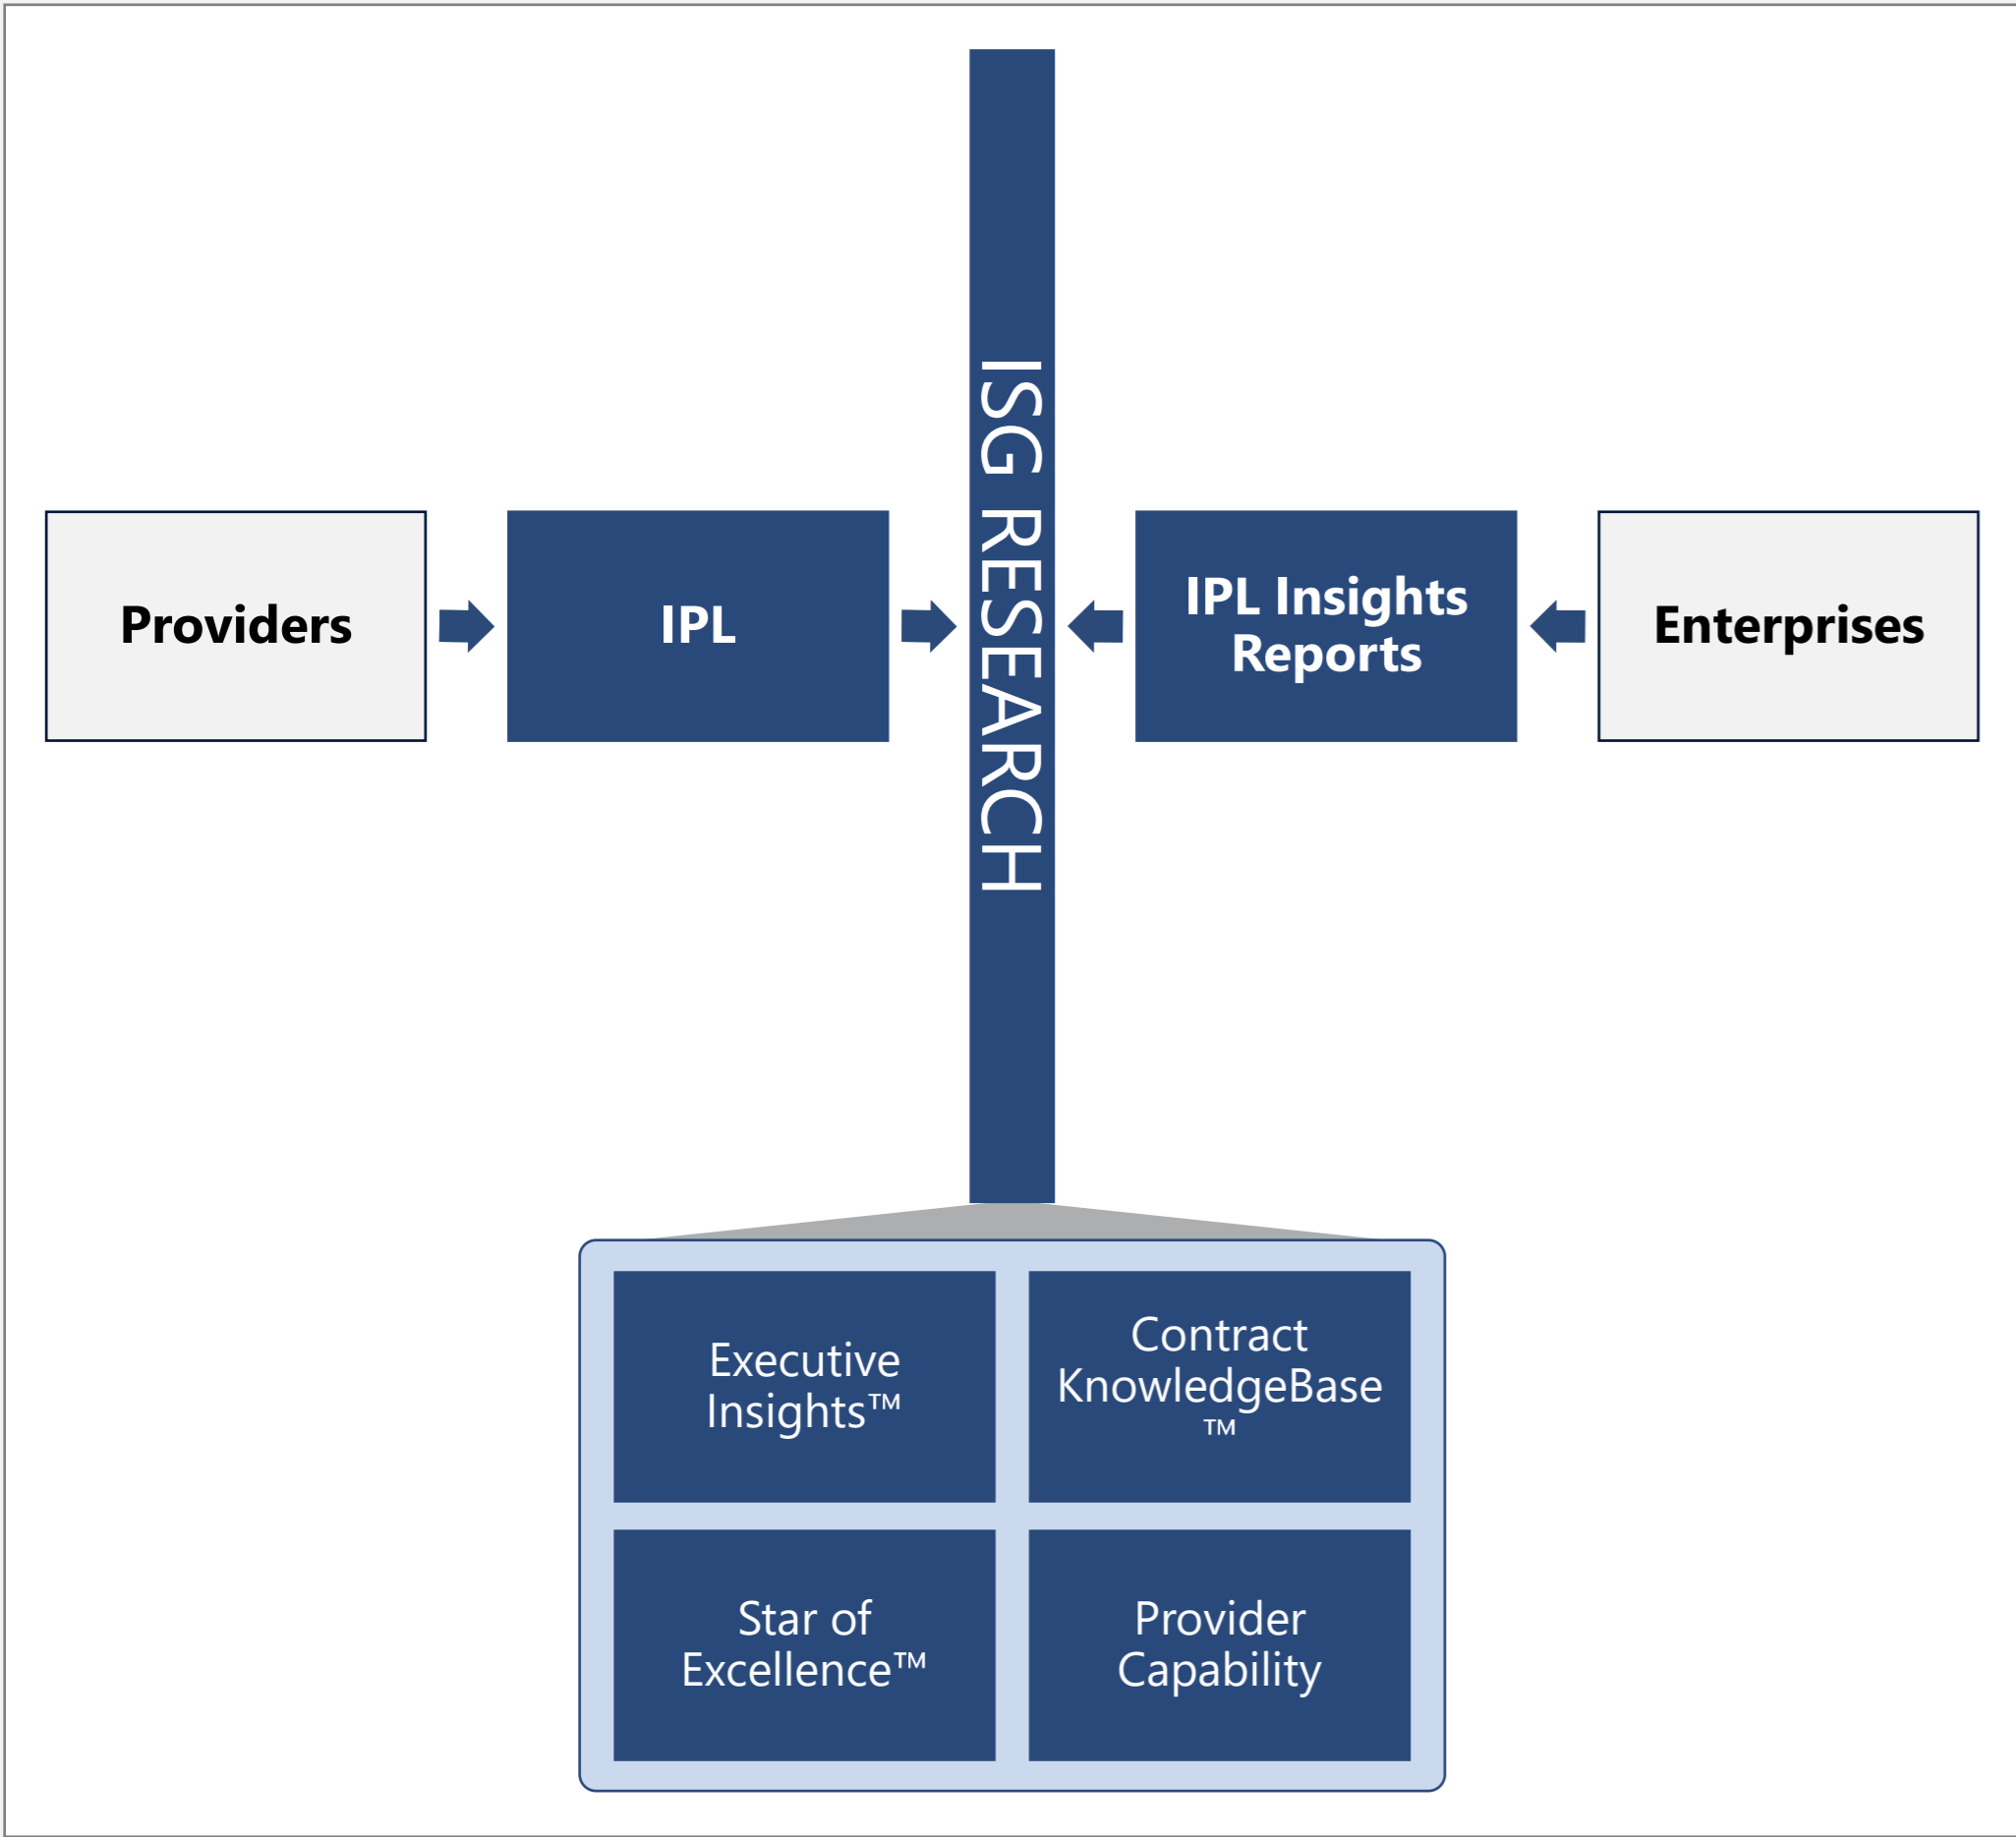 ISG RESEARCH
Providers
IPL
IPL Insights
Reports
Enterprises
Executive
Insights™
Contract
KnowledgeBase
™
Star of
Excellence™
Provider
Capability